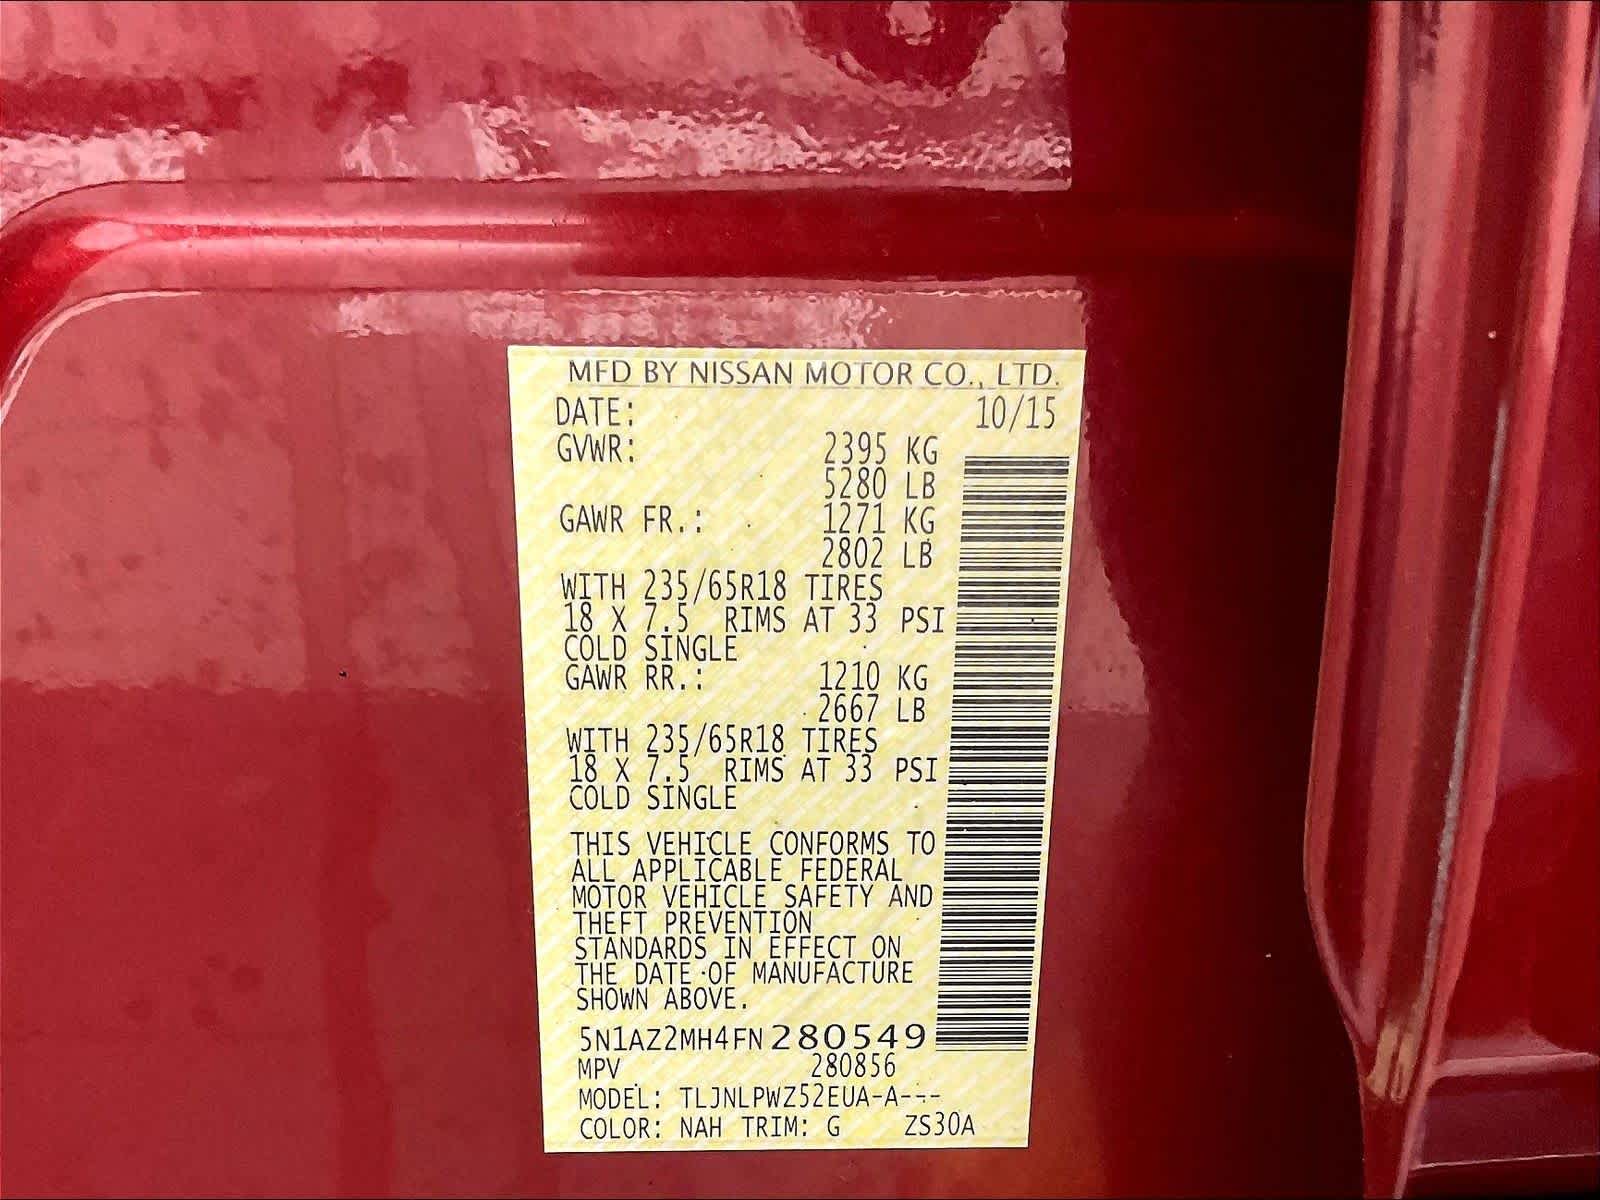 MFD BY NISSAN MOTOR CO., LTD.
DATE: 10/15
GVWR: 2395 KG
5280 LB
GAWR FR.: 1271 KG
2802 LB
WITH 235/65R18 TIRES
18 X 7.5 RIMS AT 33 PSI
COLD SINGLE
GAWR RR.: 1210 KG
2667 LB
WITH 235/65R18 TIRES
18 X 7.5 RIMS AT 33 PSI
COLD SINGLE
THIS VEHICLE CONFORMS TO
ALL APPLICABLE FEDERAL
MOTOR VEHICLE SAFETY AND
THEFT PREVENTION
STANDARDS IN EFFECT ON
THE DATE OF MANUFACTURE
SHOWN ABOVE.
5N1AZ2MH4FN280549
MPV 280856
MODEL: TLJNLPWZ52EUA-A---
COLOR: NAH TRIM: G ZS30A